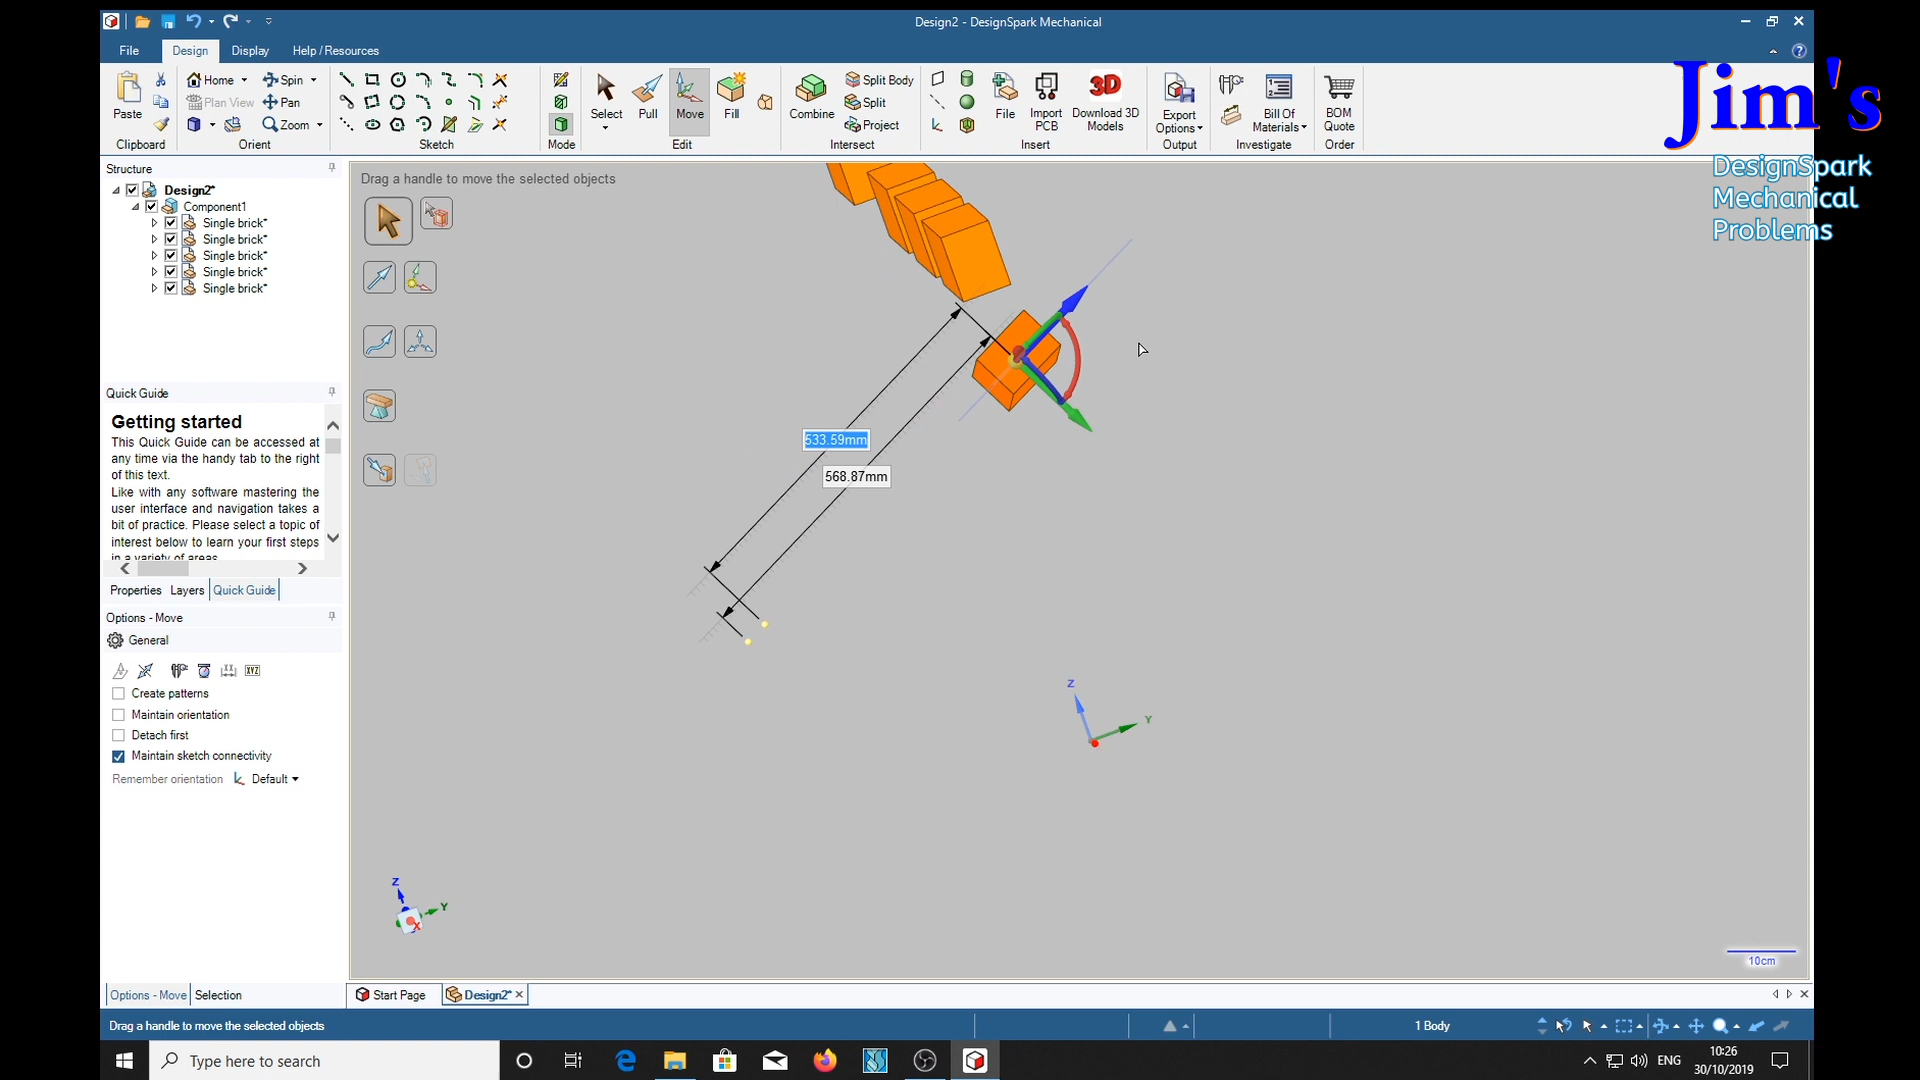 Design2 - DesignSpark Mechanical
File
Design
Display
Help / Resources
Jim's
DesignSpark
Mechanical
Problems
Paste
Clipboard
Home
Spin
Plan View
Pan
Zoom
Orient
Sketch
Mode
Select
Pull
Move
Fill
Edit
Combine
Split Body
Split
Project
Intersect
File
Import
PCB
3D
Download 3D
Models
Insert
Export
Options
Output
Bill Of
Materials
Investigate
BOM
Quote
Order
Structure
Design2*
Component1
Single brick*
Single brick*
Single brick*
Single brick*
Single brick*
Quick Guide
Getting started
This Quick Guide can be accessed at
any time via the handy tab to the right
of this text.
Like with any software mastering the
user interface and navigation takes a
bit of practice. Please select a topic of
interest below to learn your first steps
in a variety of areas.
Properties
Layers
Quick Guide
Options - Move
General
XYZ
Create patterns
Maintain orientation
Detach first
Maintain sketch connectivity
Remember orientation
Default
Options - Move
Selection
Drag a handle to move the selected objects
533.59mm
568.87mm
Z
Y
Z
Y
X
10cm
Start Page
Design2*
Drag a handle to move the selected objects
1 Body
Type here to search
ENG
10:26
30/10/2019